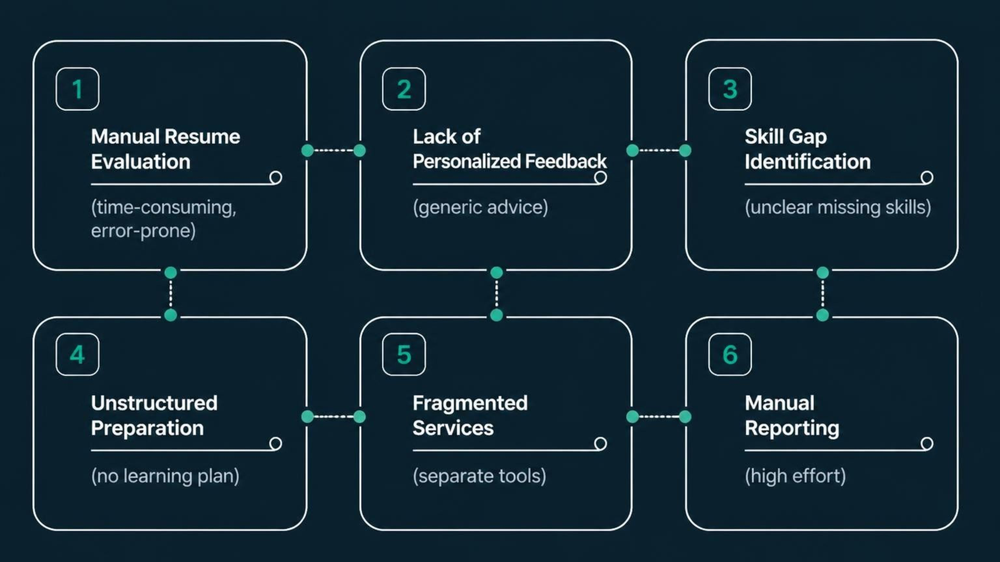 1
Manual Resume
Evaluation
(time-consuming,
error-prone)
2
Lack of
Personalized Feedback
(generic advice)
3
Skill Gap
Identification
(unclear missing skills)
4
Unstructured
Preparation
(no learning plan)
5
Fragmented
Services
(separate tools)
6
Manual
Reporting
(high effort)